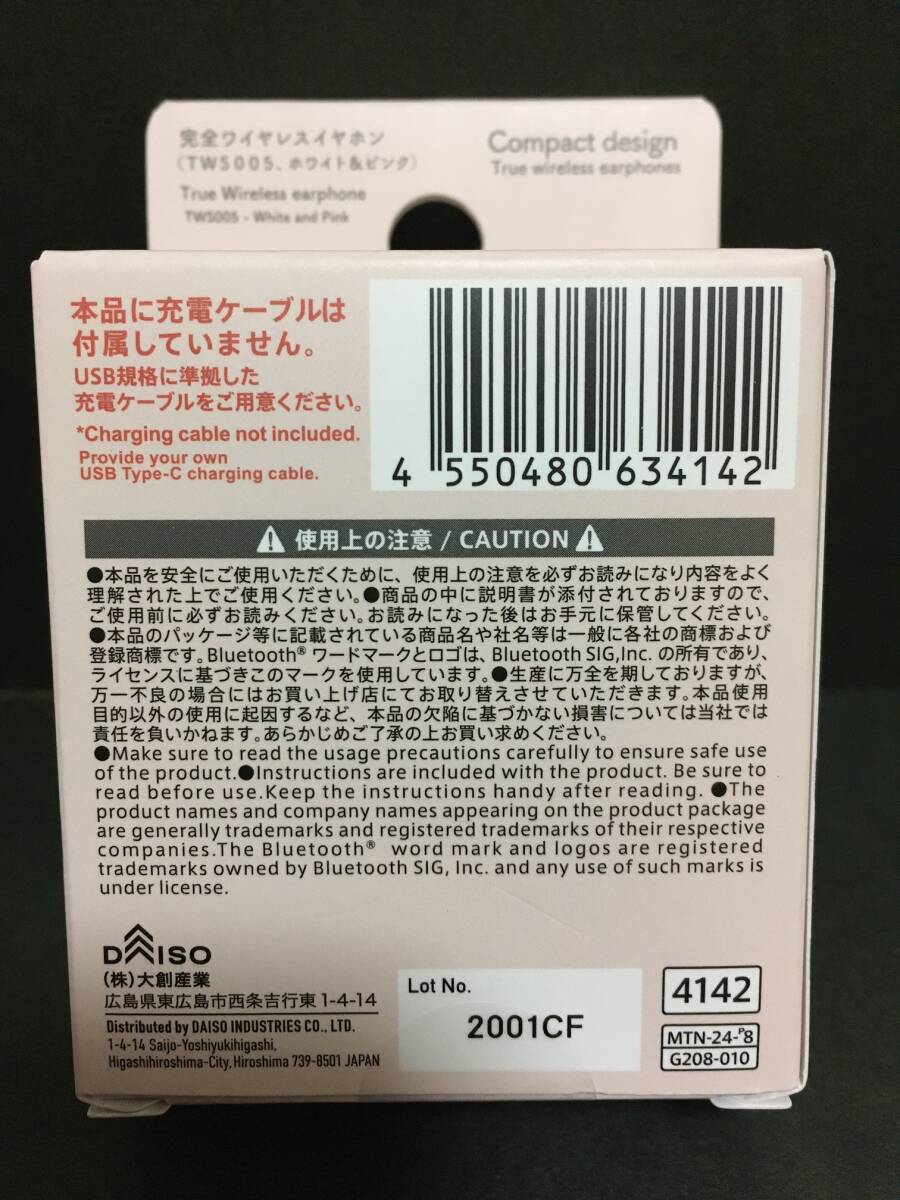 完全ワイヤレスイヤホン
(TWS005、ホワイト&ピンク)
True Wireless earphone
TWS005 - White and Pink
Compact design
True wireless earphones
本品に充電ケーブルは
付属していません。
USB規格に準拠した
充電ケーブルをご用意ください。
*Charging cable not included.
Provide your own
USB Type-C charging cable.
4 550480 634142
使用上の注意 / CAUTION
●本品を安全にご使用いただくために、使用上の注意を必ずお読みになり内容をよく
理解された上でご使用ください。●商品の中に説明書が添付されておりますので、
ご使用前に必ずお読みください。お読みになった後はお手元に保管してください。
●本品のパッケージ等に記載されている商品名や社名等は一般に各社の商標および
登録商標です。Bluetooth® ワードマークとロゴは、Bluetooth SIG,Inc. の所有であり、
ライセンスに基づきこのマークを使用しています。●生産に万全を期しておりますが、
万一不良の場合にはお買い上げ店にてお取り替えさせていただきます。本品使用
目的以外の使用に起因するなど、本品の欠陥に基づかない損害については当社では
責任を負いかねます。あらかじめご了承の上お買い求めください。
●Make sure to read the usage precautions carefully to ensure safe use
of the product.●Instructions are included with the product. Be sure to
read before use.Keep the instructions handy after reading. ●The
product names and company names appearing on the product package
are generally trademarks and registered trademarks of their respective
companies.The Bluetooth® word mark and logos are registered
trademarks owned by Bluetooth SIG, Inc. and any use of such marks is
under license.
DAISO
(株)大創産業
広島県東広島市西条吉行東1-4-14
Distributed by DAISO INDUSTRIES CO., LTD.
1-4-14 Saijo-Yoshiyukihigashi,
Higashihiroshima-City, Hiroshima 739-8501 JAPAN
Lot No.
2001CF
4142
MTN-24-P8
G208-010